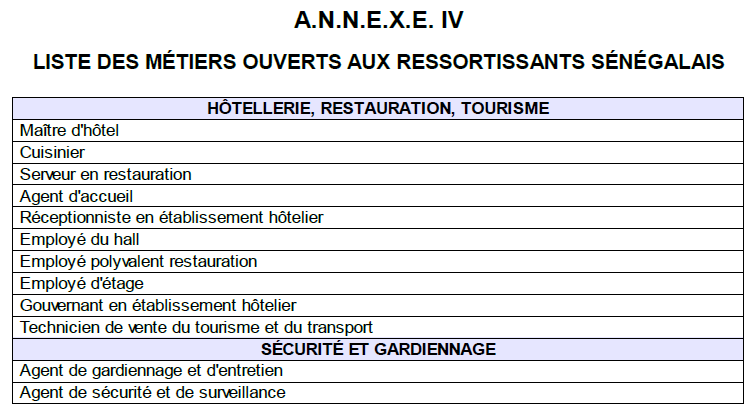 A.N.N.E.X.E. IV
LISTE DES MÉTIERS OUVERTS AUX RESSORTISSANTS SÉNÉGALAIS
HÔTELLERIE, RESTAURATION, TOURISME
Maître d'hôtel
Cuisinier
Serveur en restauration
Agent d'accueil
Réceptionniste en établissement hôtelier
Employé du hall
Employé polyvalent restauration
Employé d'étage
Gouvernant en établissement hôtelier
Technicien de vente du tourisme et du transport
SÉCURITÉ ET GARDIENNAGE
Agent de gardiennage et d'entretien
Agent de sécurité et de surveillance